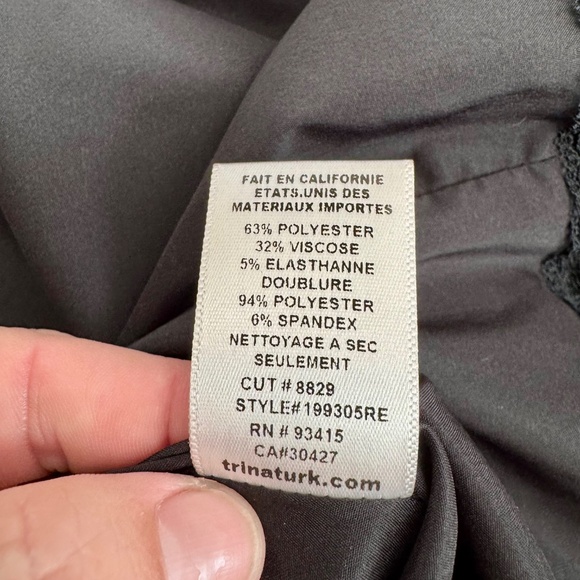 FAIT EN CALIFORNIE
ETATS.UNIS DES
MATERIAUX IMPORTES
63% POLYESTER
32% VISCOSE
5% ELASTHANNE
DOUBLURE
94% POLYESTER
6% SPANDEX
NETTOYAGE A SEC
SEULEMENT
CUT # 8829
STYLE#199305RE
RN # 93415
CA#30427
trinaturk.com